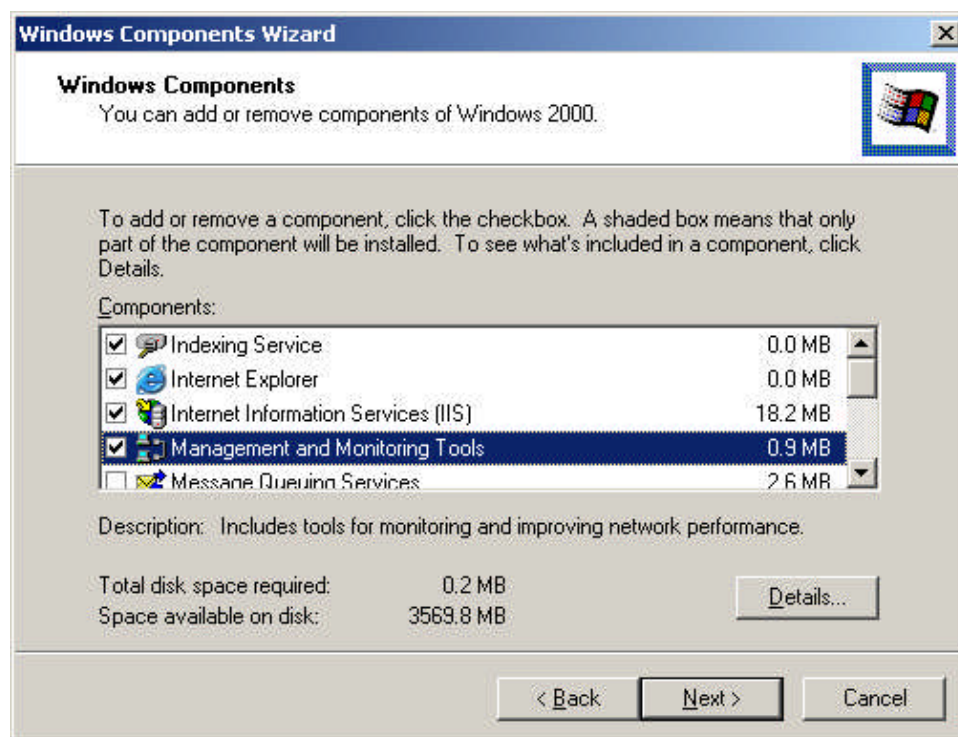 Windows Components Wizard
Windows Components
You can add or remove components of Windows 2000.
To add or remove a component, click the checkbox. A shaded box means that only
part of the component will be installed. To see what's included in a component, click
Details.
Components:
Indexing Service 0.0 MB
Internet Explorer 0.0 MB
Internet Information Services (IIS) 18.2 MB
Management and Monitoring Tools 0.9 MB
Message Queuing Services 2.6 MB
Description: Includes tools for monitoring and improving network performance.
Total disk space required: 0.2 MB
Space available on disk: 3569.8 MB
Details...
< Back Next > Cancel